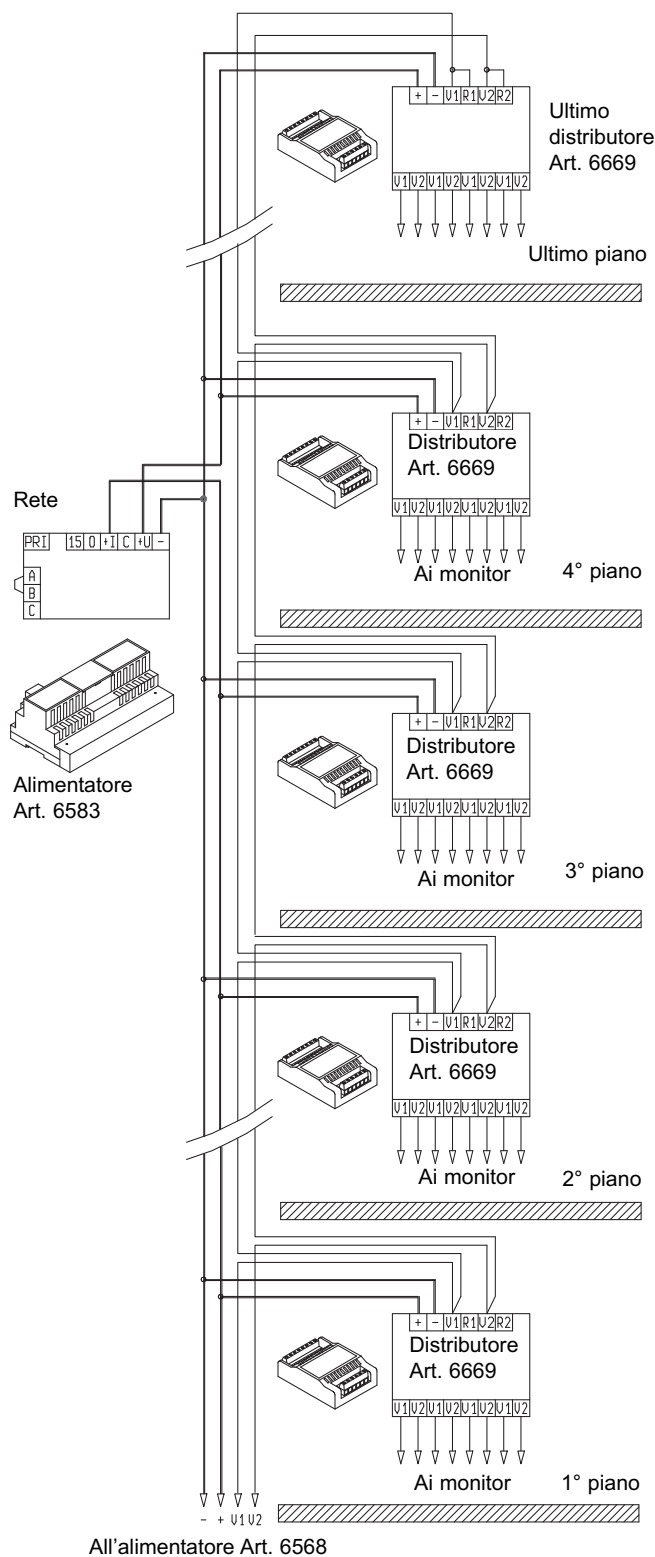 + - V1 R1 V2 R2
Ultimo
distributore
Art. 6669
V1 V2 V1 V2 V1 V2 V1 V2
Ultimo piano
+ - V1 R1 V2 R2
Distributore
Art. 6669
V1 V2 V1 V2 V1 V2 V1 V2
Ai monitor
4° piano
Rete
PRI 15 0 +I C +U -
A
B
C
Alimentatore
Art. 6583
+ - V1 R1 V2 R2
Distributore
Art. 6669
V1 V2 V1 V2 V1 V2 V1 V2
Ai monitor
3° piano
+ - V1 R1 V2 R2
Distributore
Art. 6669
V1 V2 V1 V2 V1 V2 V1 V2
Ai monitor
2° piano
+ - V1 R1 V2 R2
Distributore
Art. 6669
V1 V2 V1 V2 V1 V2 V1 V2
Ai monitor
1° piano
- + V1 V2
All'alimentatore Art. 6568